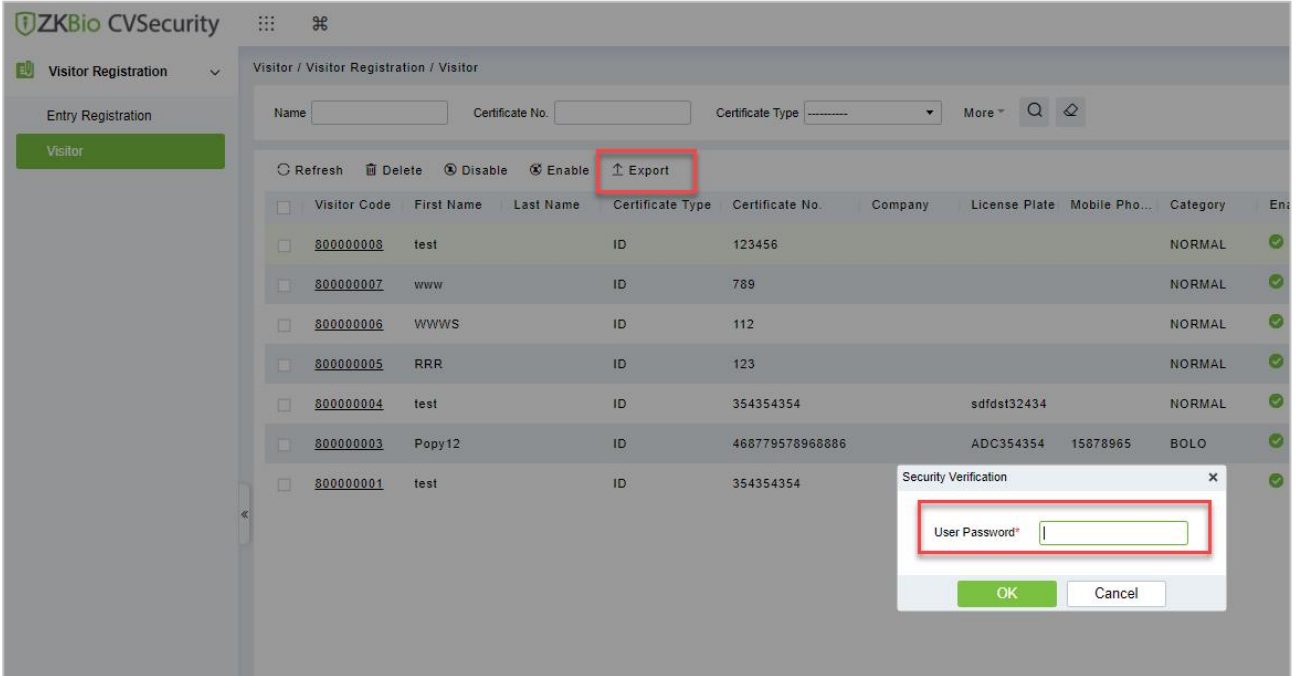 ZKBio CVSecurity
Visitor Registration
Entry Registration
Visitor
Visitor / Visitor Registration / Visitor
Name Certificate No. Certificate Type ---------- More
Refresh Delete Disable Enable Export
Visitor Code First Name Last Name Certificate Type Certificate No. Company License Plate Mobile Pho... Category Ena
800000008 test ID 123456 NORMAL
800000007 www ID 789 NORMAL
800000006 WWWS ID 112 NORMAL
800000005 RRR ID 123 NORMAL
800000004 test ID 354354354 sdfdst32434 NORMAL
800000003 Popy12 ID 468779578968886 ADC354354 15878965 BOLO
800000001 test ID 354354354
Security Verification
User Password*
OK Cancel